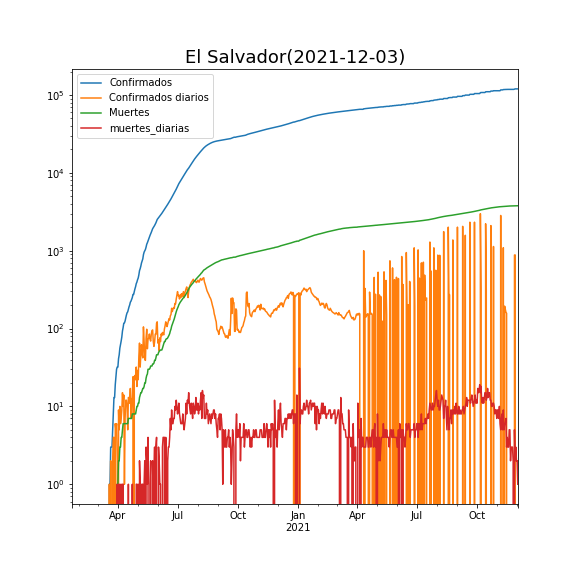 El Salvador(2021-12-03)
Confirmados
Confirmados diarios
Muertes
muertes_diarias
10⁵
10⁴
10³
10²
10¹
10⁰
Apr Jul Oct Jan Apr Jul Oct
2021